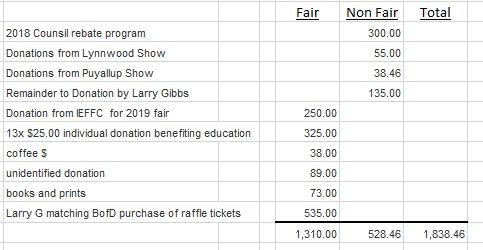 Fair Non Fair Total
2018 Counsil rebate program 300.00
Donations from Lynnwood Show 55.00
Donations from Puyallup Show 38.46
Remainder to Donation by Larry Gibbs 135.00
Donation from IEFFC for 2019 fair 250.00
13x $25.00 individual donation benefiting education 325.00
coffee $ 38.00
unidentified donation 89.00
books and prints 73.00
Larry G matching BofD purchase of raffle tickets 535.00
1,310.00 528.46 1,838.46